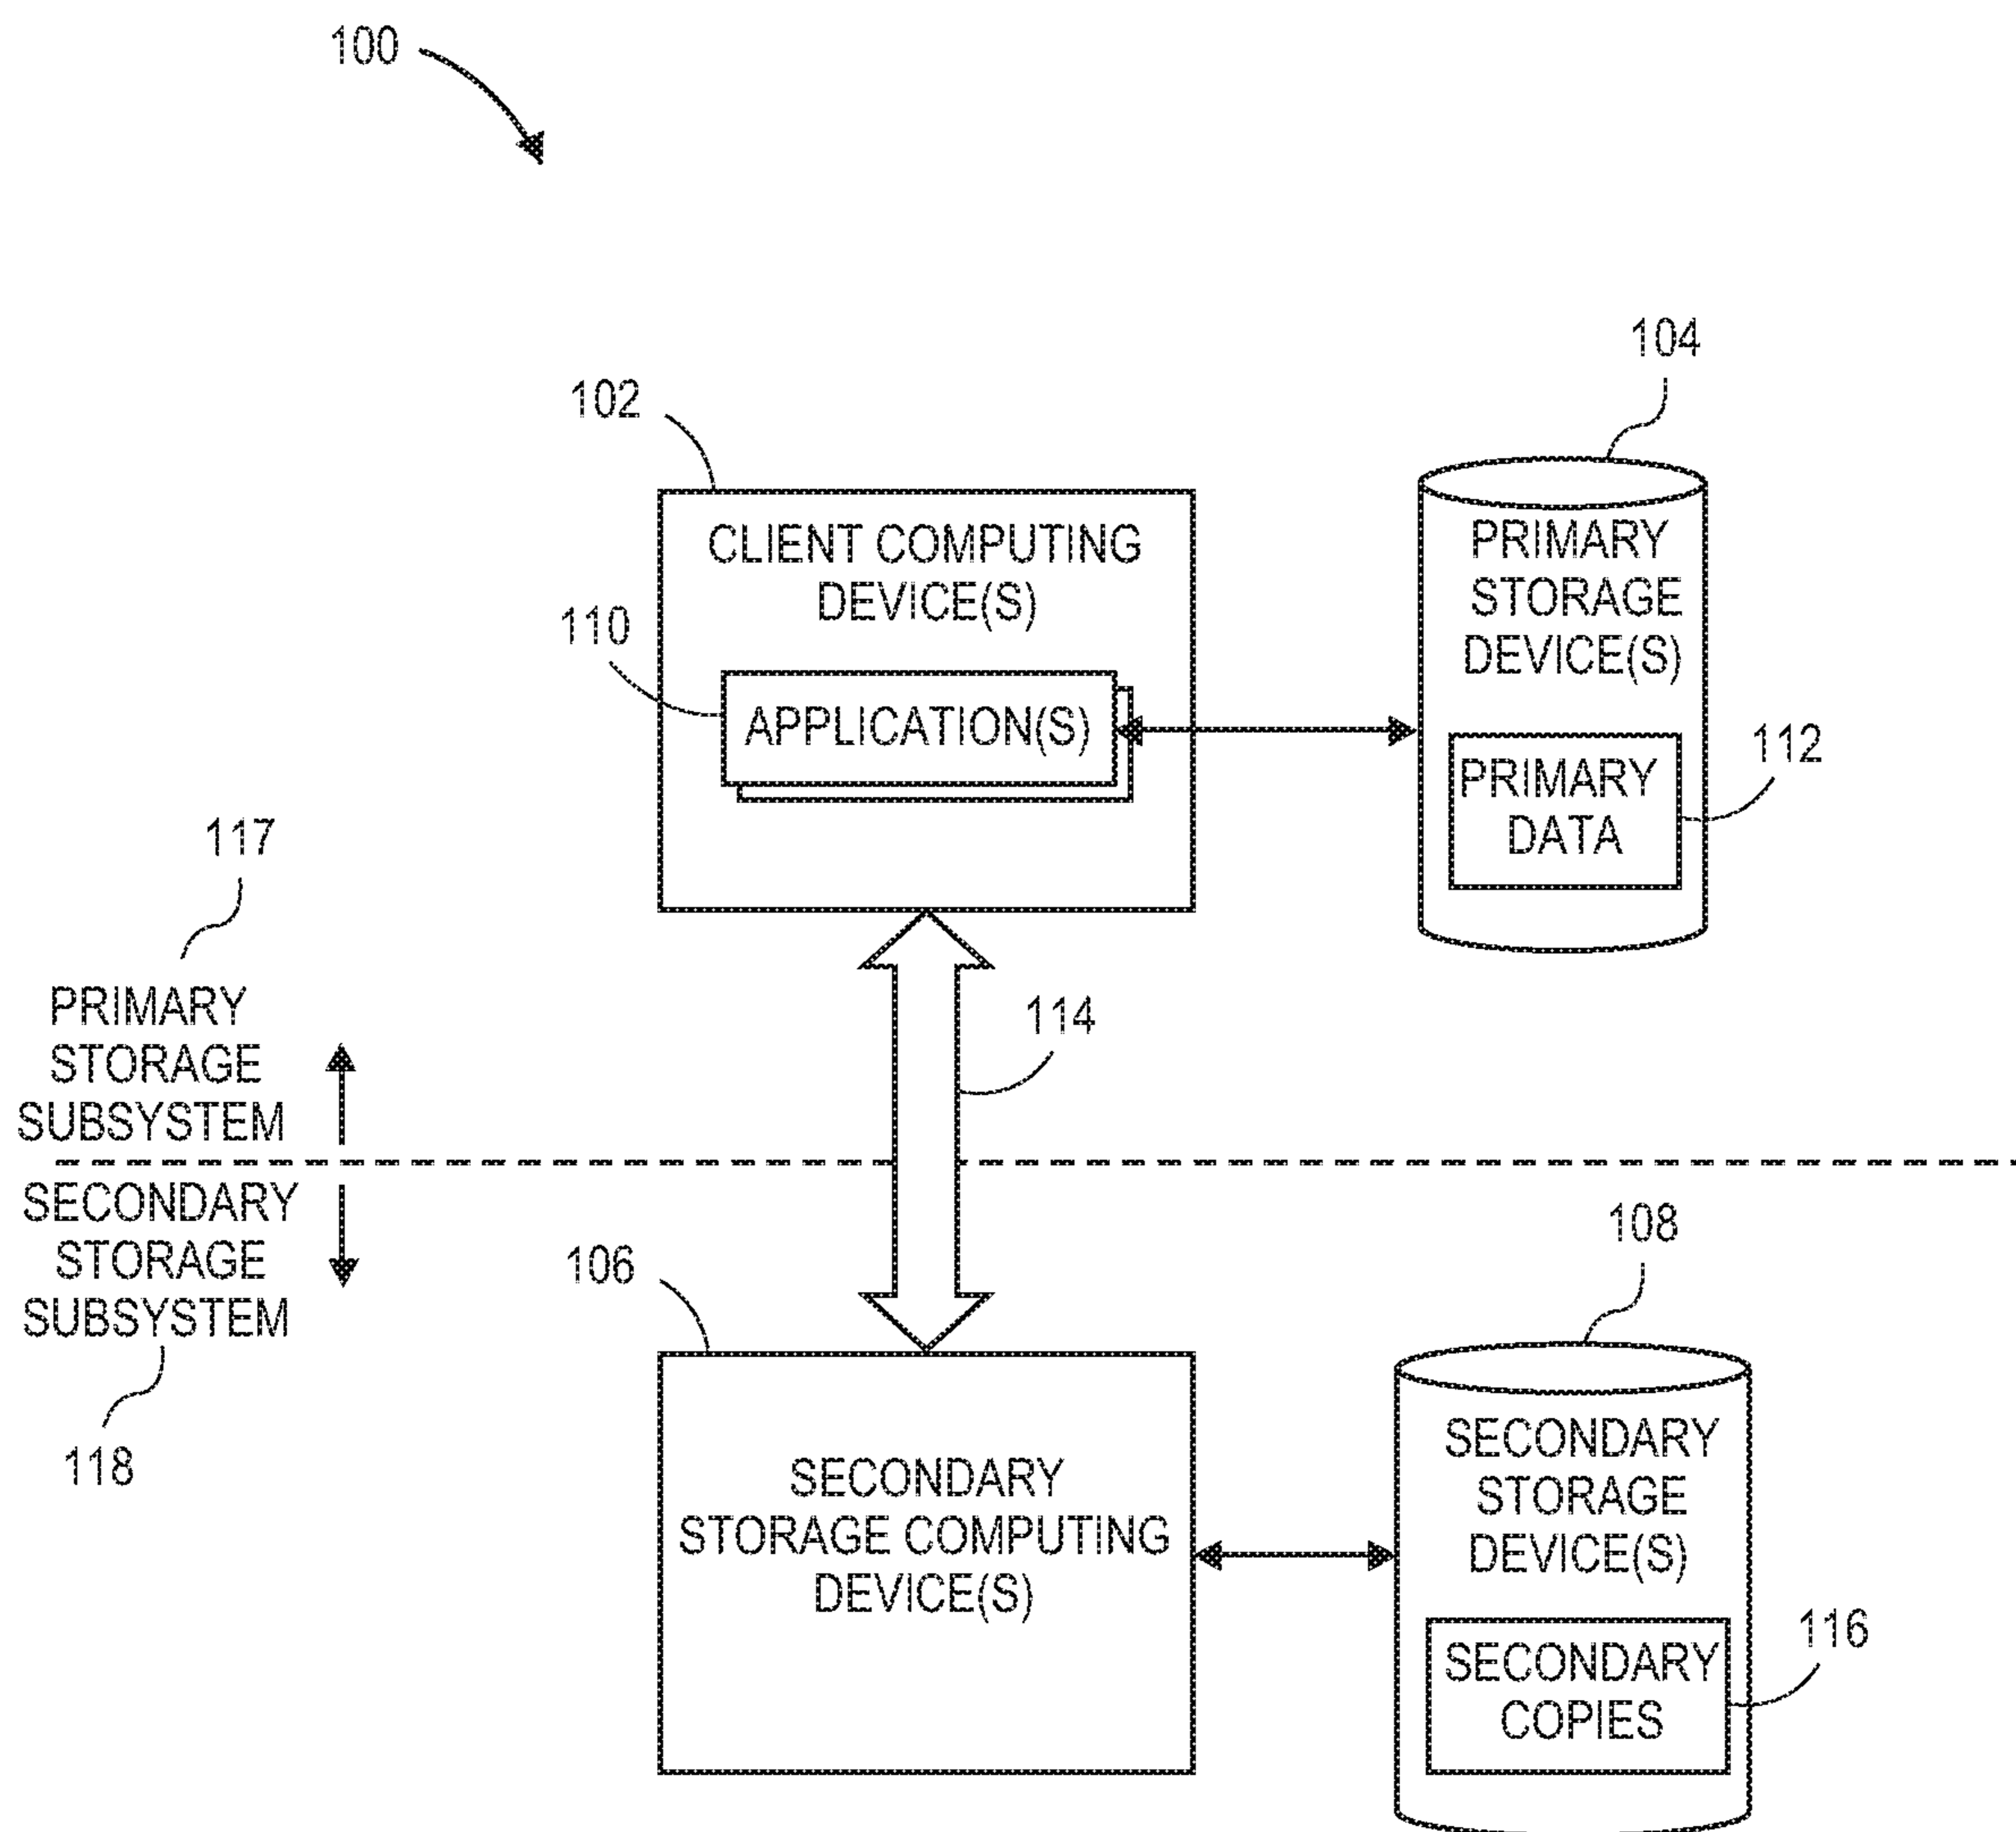 100
104
102
CLIENT COMPUTING
DEVICE(S)
PRIMARY
STORAGE
DEVICE(S)
110
APPLICATION(S)
112
PRIMARY
DATA
117
PRIMARY
STORAGE
SUBSYSTEM
114
SECONDARY
STORAGE
SUBSYSTEM
118
106
108
SECONDARY
STORAGE COMPUTING
DEVICE(S)
SECONDARY
STORAGE
DEVICE(S)
116
SECONDARY
COPIES